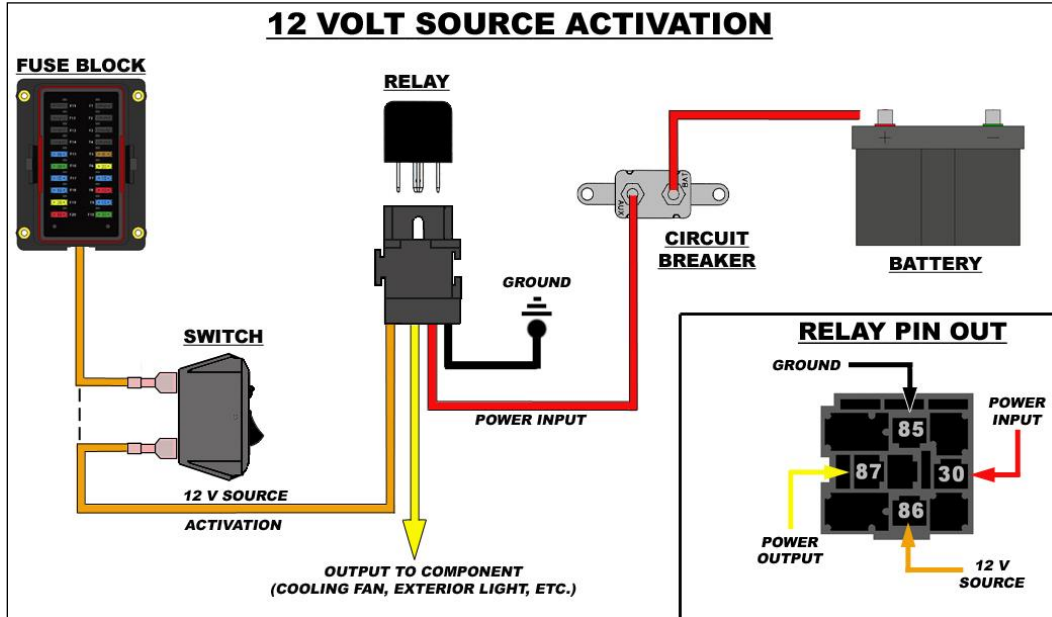 12 VOLT SOURCE ACTIVATION
FUSE BLOCK
RELAY
CIRCUIT
BREAKER
BAT
AUX
+
−
BATTERY
GROUND
SWITCH
POWER INPUT
12 V SOURCE
ACTIVATION
OUTPUT TO COMPONENT
(COOLING FAN, EXTERIOR LIGHT, ETC.)
RELAY PIN OUT
GROUND
POWER
INPUT
85
87
30
86
POWER
OUTPUT
12 V
SOURCE